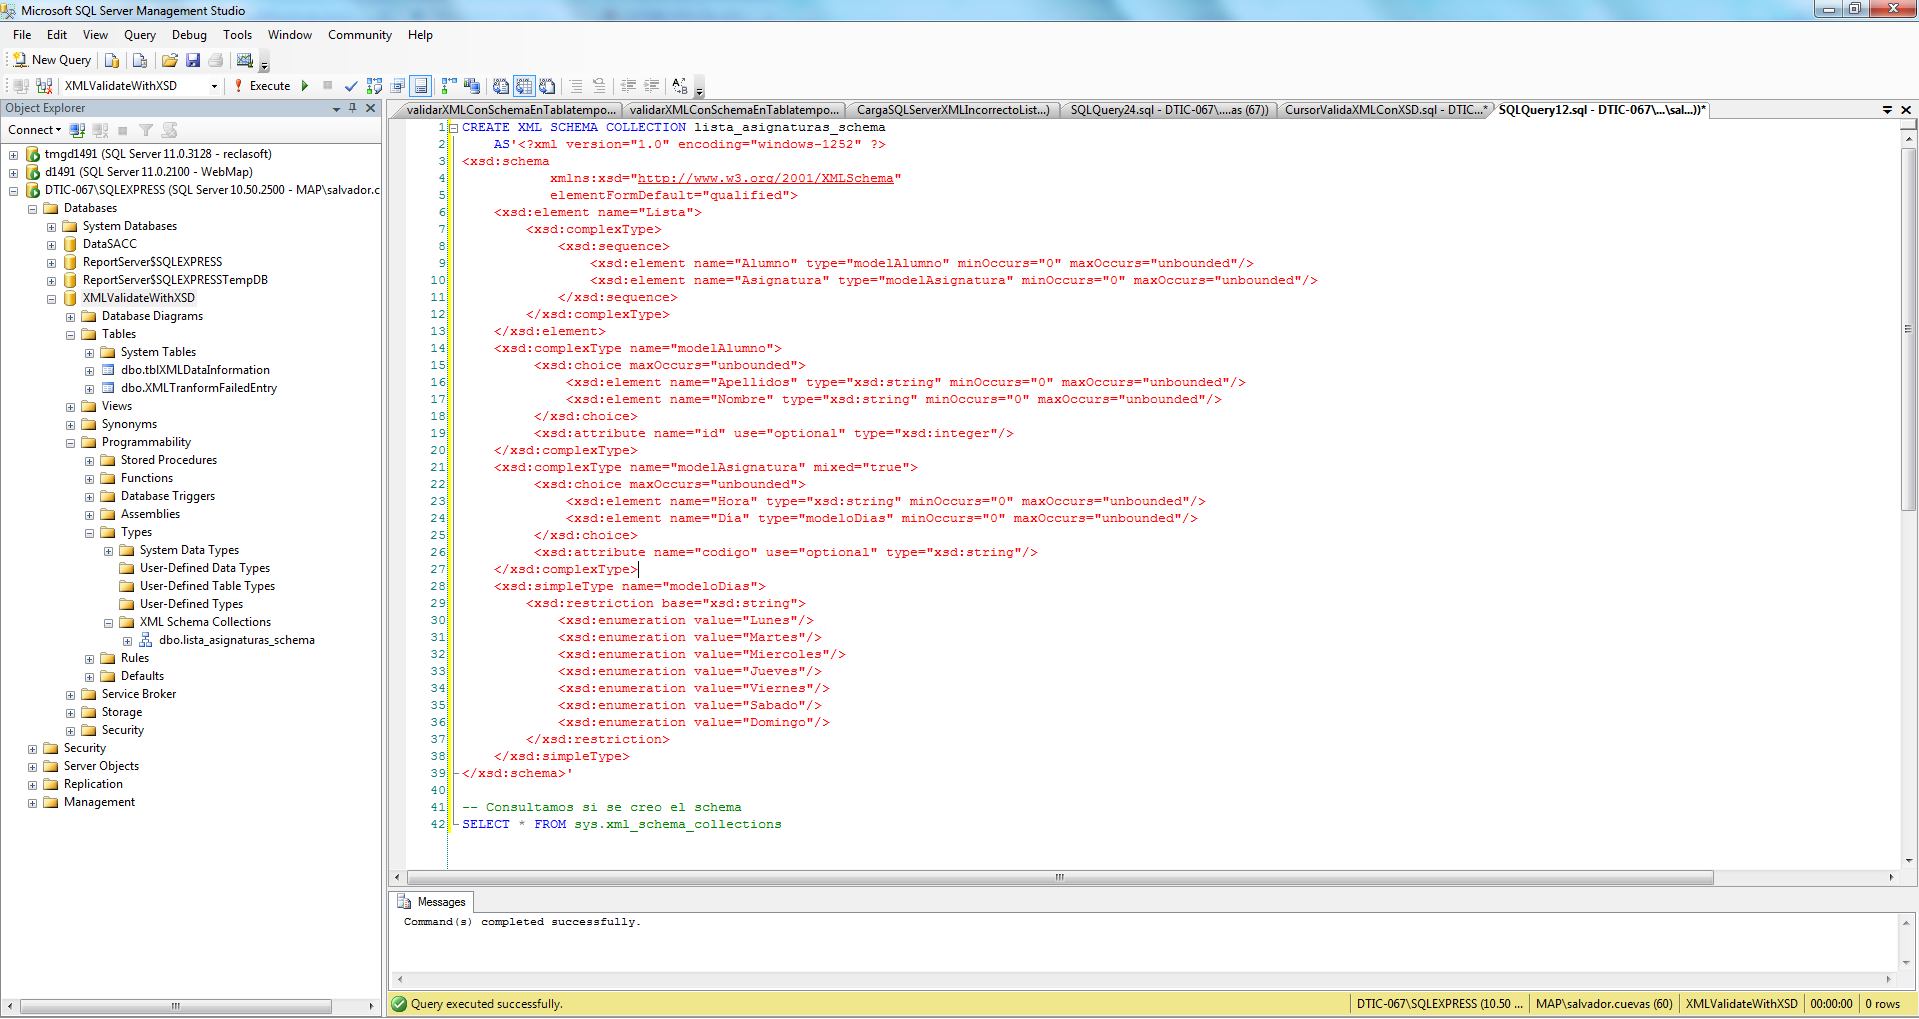 Microsoft SQL Server Management Studio
File Edit View Query Debug Tools Window Community Help
New Query
XMLValidateWithXSD Execute
Object Explorer
Connect
tmgd1491 (SQL Server 11.0.3128 - reclasoft)
d1491 (SQL Server 11.0.2100 - WebMap)
DTIC-067\SQLEXPRESS (SQL Server 10.50.2500 - MAP\salvador.c
Databases
System Databases
DataSACC
ReportServer$SQLEXPRESS
ReportServer$SQLEXPRESSTempDB
XMLValidateWithXSD
Database Diagrams
Tables
System Tables
dbo.tblXMLDataInformation
dbo.XMLTranformFailedEntry
Views
Synonyms
Programmability
Stored Procedures
Functions
Database Triggers
Assemblies
Types
System Data Types
User-Defined Data Types
User-Defined Table Types
User-Defined Types
XML Schema Collections
dbo.lista_asignaturas_schema
Rules
Defaults
Service Broker
Storage
Security
Security
Server Objects
Replication
Management
validarXMLConSchemaEnTablatempo... validarXMLConSchemaEnTablatempo... CargaSQLServerXMLIncorrectoList...) SQLQuery24.sql - DTIC-067\....as (67)) CursorValidaXMLConXSD.sql - DTIC...* SQLQuery12.sql - DTIC-067\...\sal...))*
1 CREATE XML SCHEMA COLLECTION lista_asignaturas_schema
2 AS'<?xml version="1.0" encoding="windows-1252" ?>
3 <xsd:schema
4 xmlns:xsd="http://www.w3.org/2001/XMLSchema"
5 elementFormDefault="qualified">
6 <xsd:element name="Lista">
7 <xsd:complexType>
8 <xsd:sequence>
9 <xsd:element name="Alumno" type="modelAlumno" minOccurs="0" maxOccurs="unbounded"/>
10 <xsd:element name="Asignatura" type="modelAsignatura" minOccurs="0" maxOccurs="unbounded"/>
11 </xsd:sequence>
12 </xsd:complexType>
13 </xsd:element>
14 <xsd:complexType name="modelAlumno">
15 <xsd:choice maxOccurs="unbounded">
16 <xsd:element name="Apellidos" type="xsd:string" minOccurs="0" maxOccurs="unbounded"/>
17 <xsd:element name="Nombre" type="xsd:string" minOccurs="0" maxOccurs="unbounded"/>
18 </xsd:choice>
19 <xsd:attribute name="id" use="optional" type="xsd:integer"/>
20 </xsd:complexType>
21 <xsd:complexType name="modelAsignatura" mixed="true">
22 <xsd:choice maxOccurs="unbounded">
23 <xsd:element name="Hora" type="xsd:string" minOccurs="0" maxOccurs="unbounded"/>
24 <xsd:element name="Día" type="modeloDias" minOccurs="0" maxOccurs="unbounded"/>
25 </xsd:choice>
26 <xsd:attribute name="codigo" use="optional" type="xsd:string"/>
27 </xsd:complexType>
28 <xsd:simpleType name="modeloDias">
29 <xsd:restriction base="xsd:string">
30 <xsd:enumeration value="Lunes"/>
31 <xsd:enumeration value="Martes"/>
32 <xsd:enumeration value="Miercoles"/>
33 <xsd:enumeration value="Jueves"/>
34 <xsd:enumeration value="Viernes"/>
35 <xsd:enumeration value="Sabado"/>
36 <xsd:enumeration value="Domingo"/>
37 </xsd:restriction>
38 </xsd:simpleType>
39 </xsd:schema>'
40
41 -- Consultamos si se creo el schema
42 SELECT * FROM sys.xml_schema_collections
Messages
Command(s) completed successfully.
Query executed successfully. DTIC-067\SQLEXPRESS (10.50 ... MAP\salvador.cuevas (60) XMLValidateWithXSD 00:00:00 0 rows